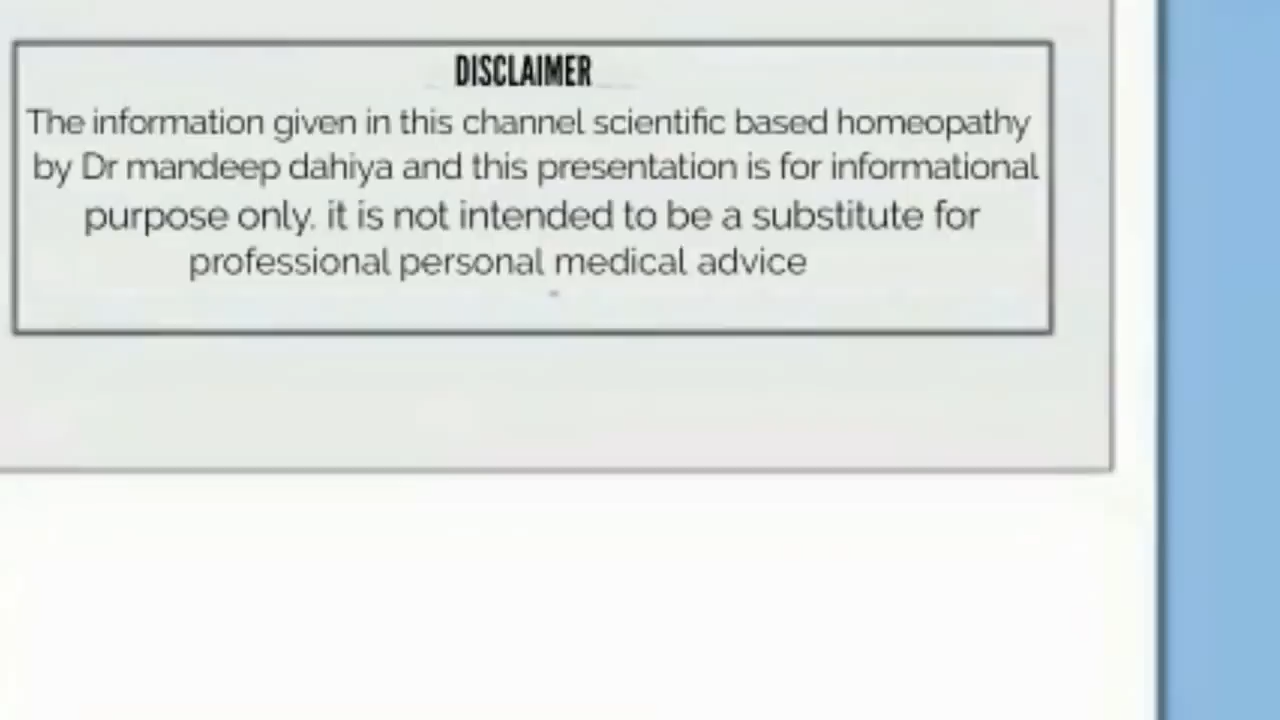 DISCLAIMER
The information given in this channel scientific based homeopathy
by Dr mandeep dahiya and this presentation is for informational
purpose only. it is not intended to be a substitute for
professional personal medical advice